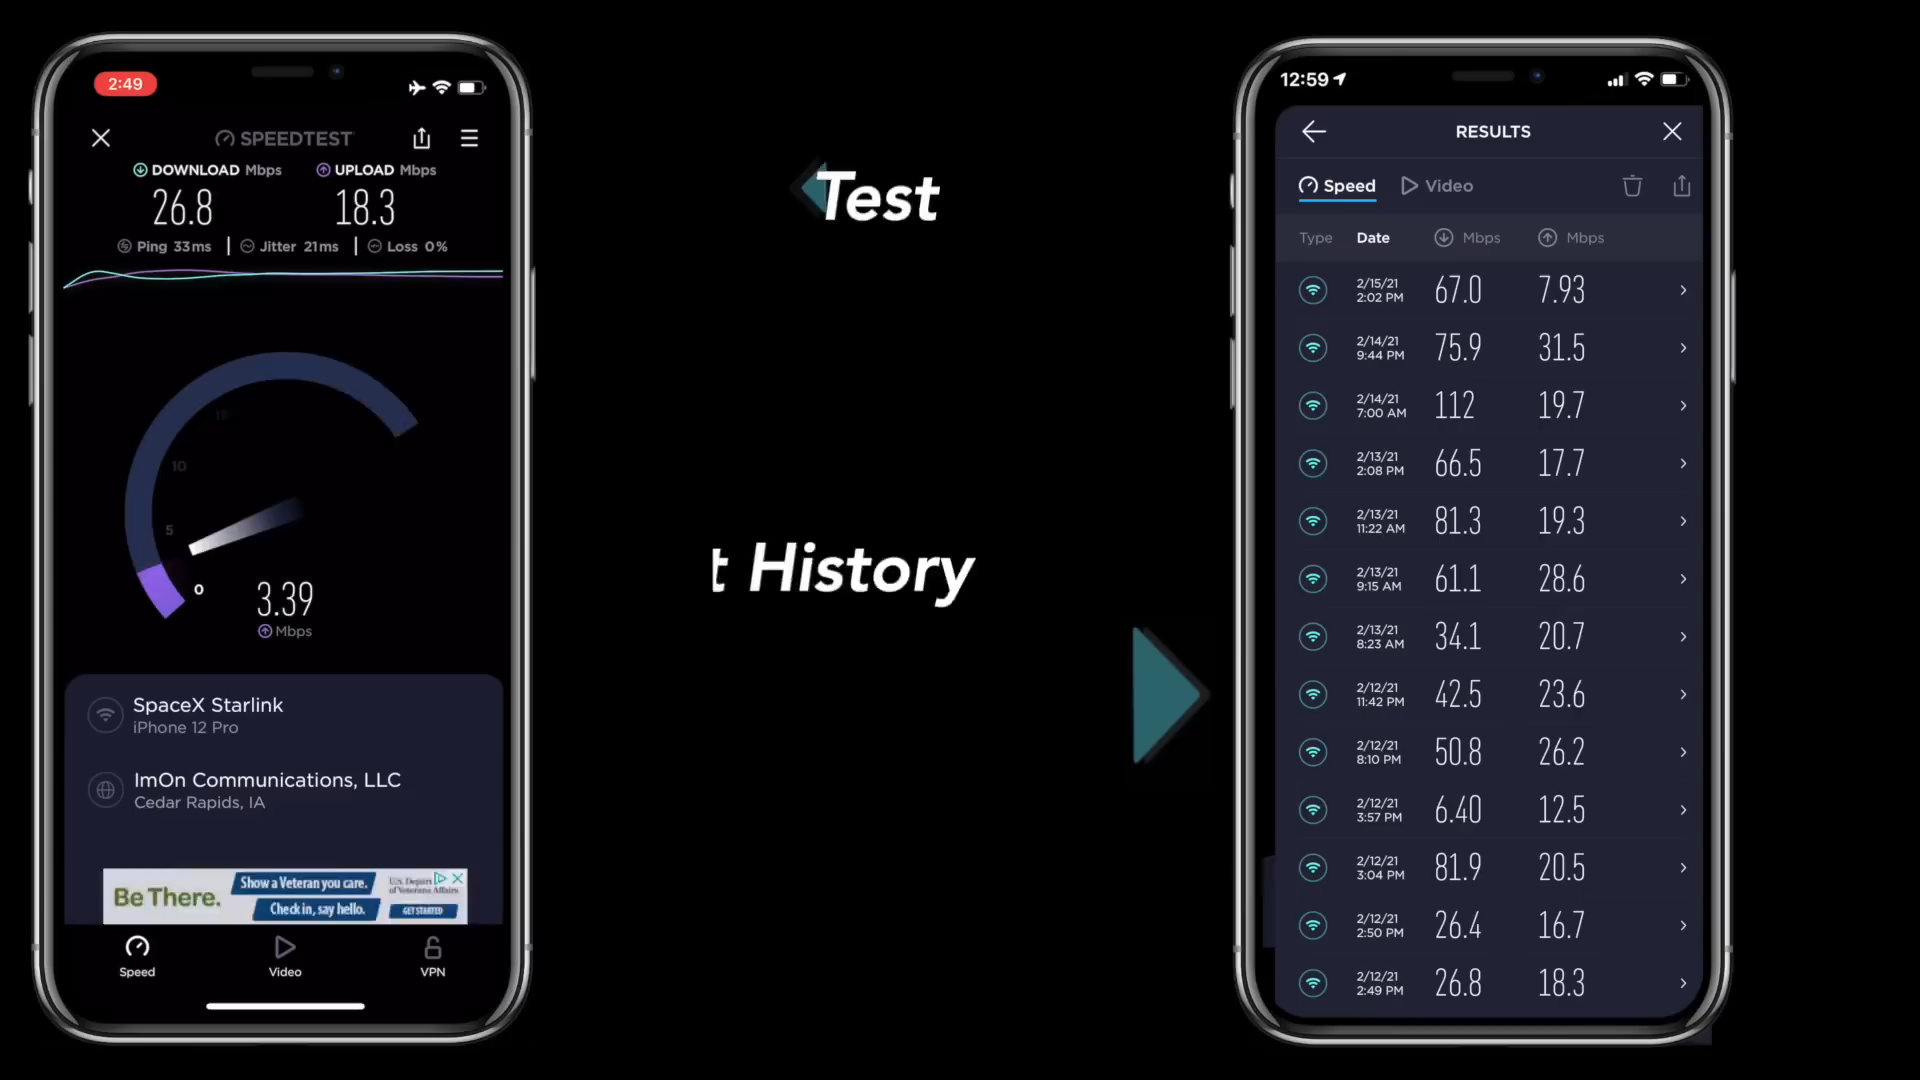 2:49
SPEEDTEST
DOWNLOAD Mbps
UPLOAD Mbps
26.8
18.3
Ping 33 ms | Jitter 21 ms | Loss 0 %
15
10
5
0
3.39
Mbps
SpaceX Starlink
iPhone 12 Pro
ImOn Communications, LLC
Cedar Rapids, IA
Be There.
Show a Veteran you care.
Check in, say hello.
U.S. Depart
of Veterans Affairs
GET STARTED
Speed
Video
VPN
Test
t History
12:59
RESULTS
Speed
Video
Type Date Mbps Mbps
2/15/21
2:02 PM
67.0
7.93
2/14/21
9:44 PM
75.9
31.5
2/14/21
7:00 AM
112
19.7
2/13/21
2:08 PM
66.5
17.7
2/13/21
11:22 AM
81.3
19.3
2/13/21
9:15 AM
61.1
28.6
2/13/21
8:23 AM
34.1
20.7
2/12/21
11:42 PM
42.5
23.6
2/12/21
8:10 PM
50.8
26.2
2/12/21
3:57 PM
6.40
12.5
2/12/21
3:04 PM
81.9
20.5
2/12/21
2:50 PM
26.4
16.7
2/12/21
2:49 PM
26.8
18.3